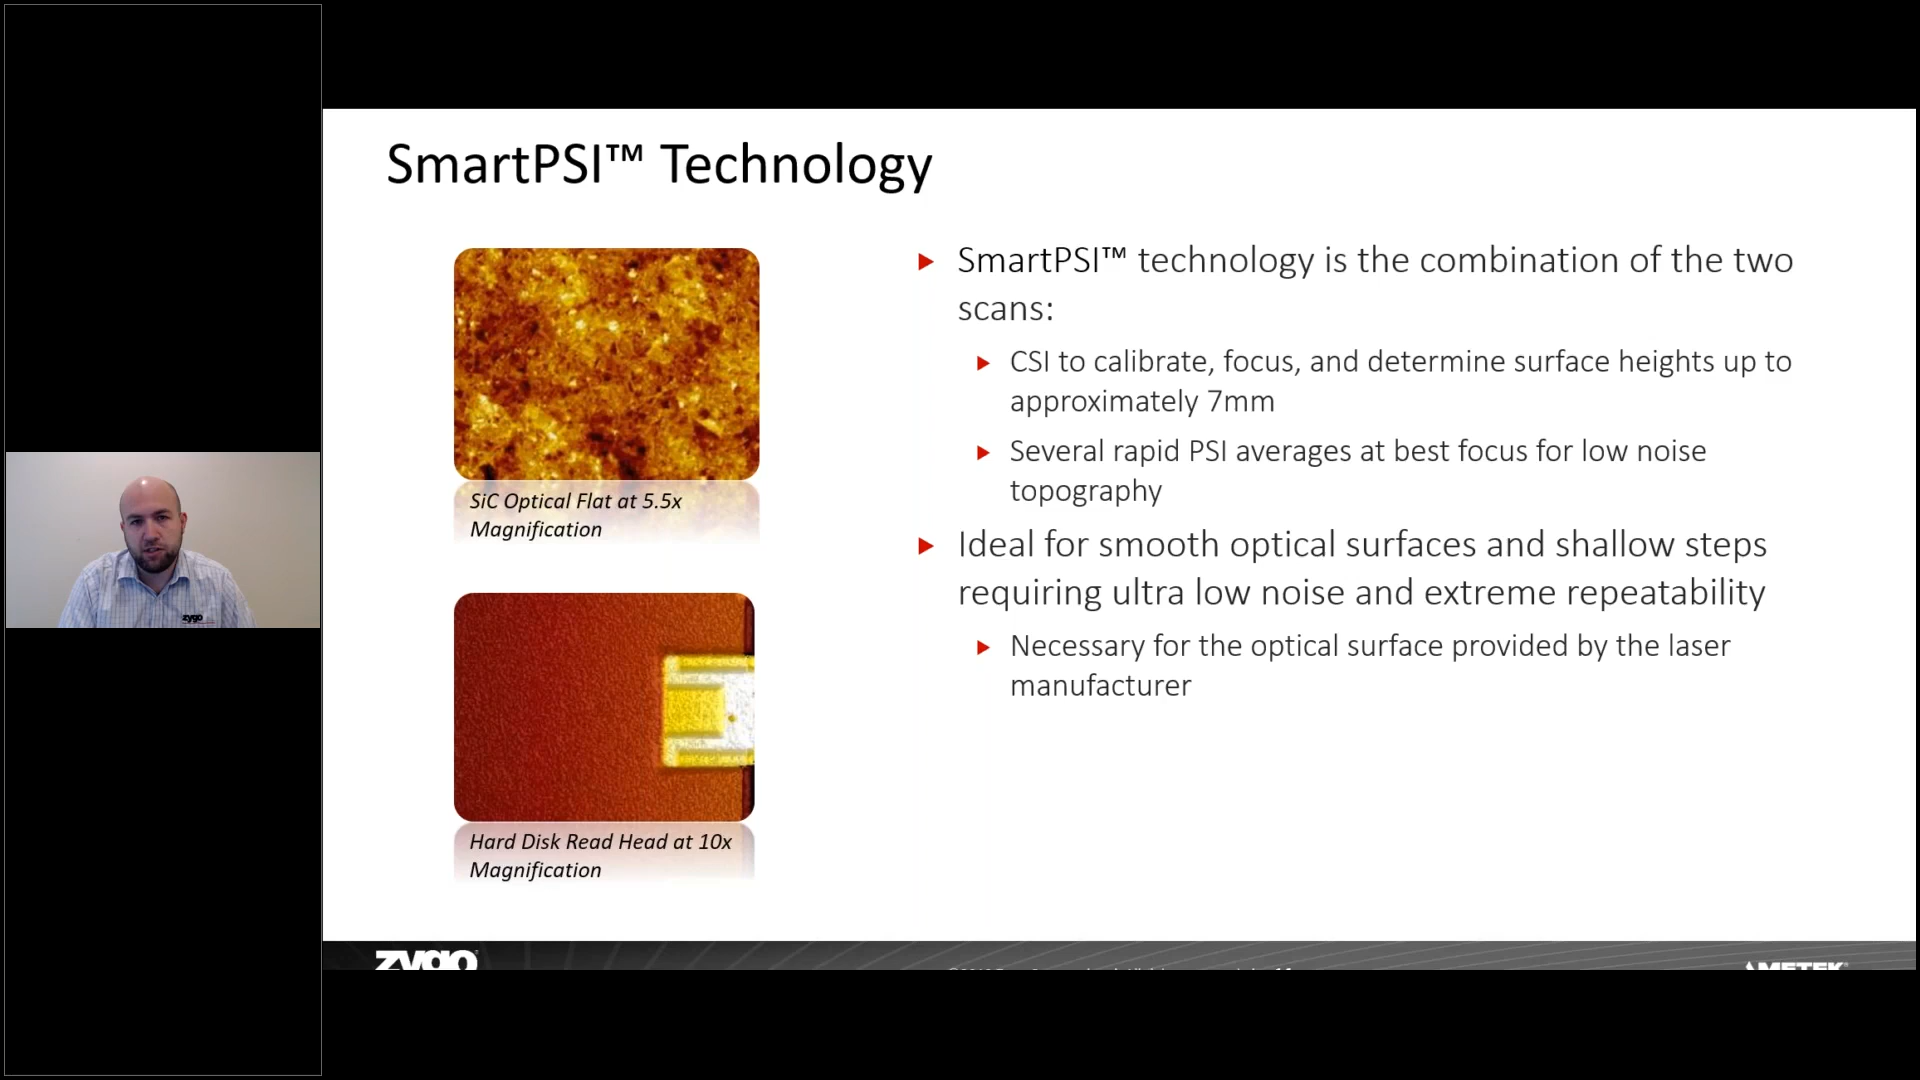 SmartPSI™ Technology
SiC Optical Flat at 5.5x
Magnification
Hard Disk Read Head at 10x
Magnification
SmartPSI™ technology is the combination of the two
scans:
CSI to calibrate, focus, and determine surface heights up to
approximately 7mm
Several rapid PSI averages at best focus for low noise
topography
Ideal for smooth optical surfaces and shallow steps
requiring ultra low noise and extreme repeatability
Necessary for the optical surface provided by the laser
manufacturer
zygo
zygo
AMETEK